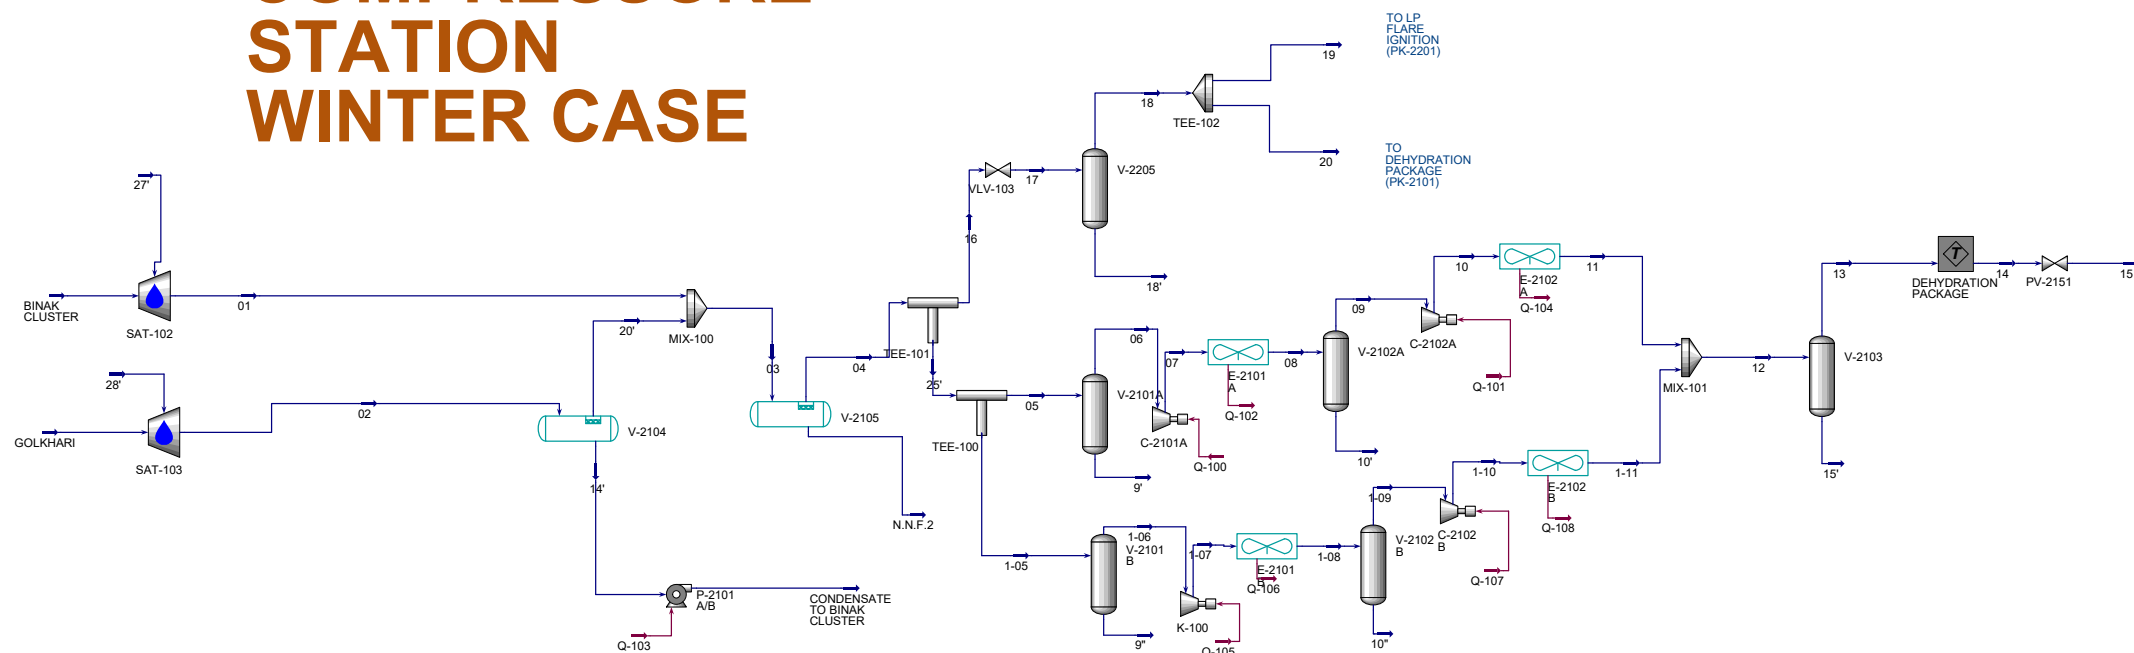 COMPRESSURE
STATION
WINTER CASE
TO LP
FLARE
IGNITION
(PK-2201)
19
18
TEE-102
20
TO
DEHYDRATION
PACKAGE
(PK-2101)
27'
VLV-103
17
V-2205
16
18'
BINAK
CLUSTER
SAT-102
01
20'
MIX-100
03
04
TEE-101
25'
28'
GOLKHARI
SAT-103
02
V-2104
14'
V-2105
N.N.F.2
P-2101
A/B
Q-103
CONDENSATE
TO BINAK
CLUSTER
TEE-100
05
06
V-2101A
9'
07
C-2101A
Q-100
E-2101
A
Q-102
08
V-2102A
10'
09
C-2102A
Q-101
10
E-2102
A
Q-104
11
MIX-101
12
V-2103
13
15'
DEHYDRATION
PACKAGE
T
14
PV-2151
15
1-05
1-06
V-2101
B
9"
1-07
K-100
Q-105
E-2101
B
Q-106
1-08
V-2102
B
10"
1-09
C-2102
B
Q-107
1-10
E-2102
B
Q-108
1-11